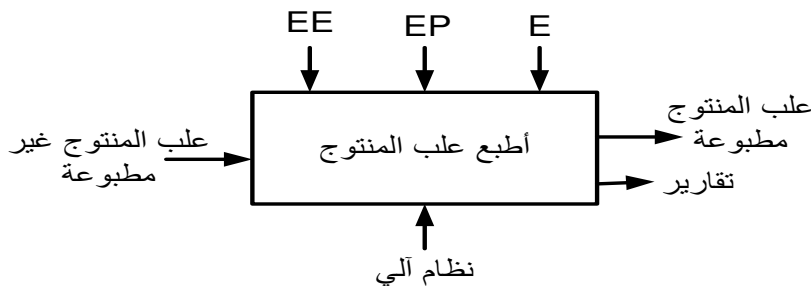 EE
EP
E
علب المنتوج غير
مطبوعة
أطبع علب المنتوج
علب المنتوج
مطبوعة
تقارير
نظام آلي